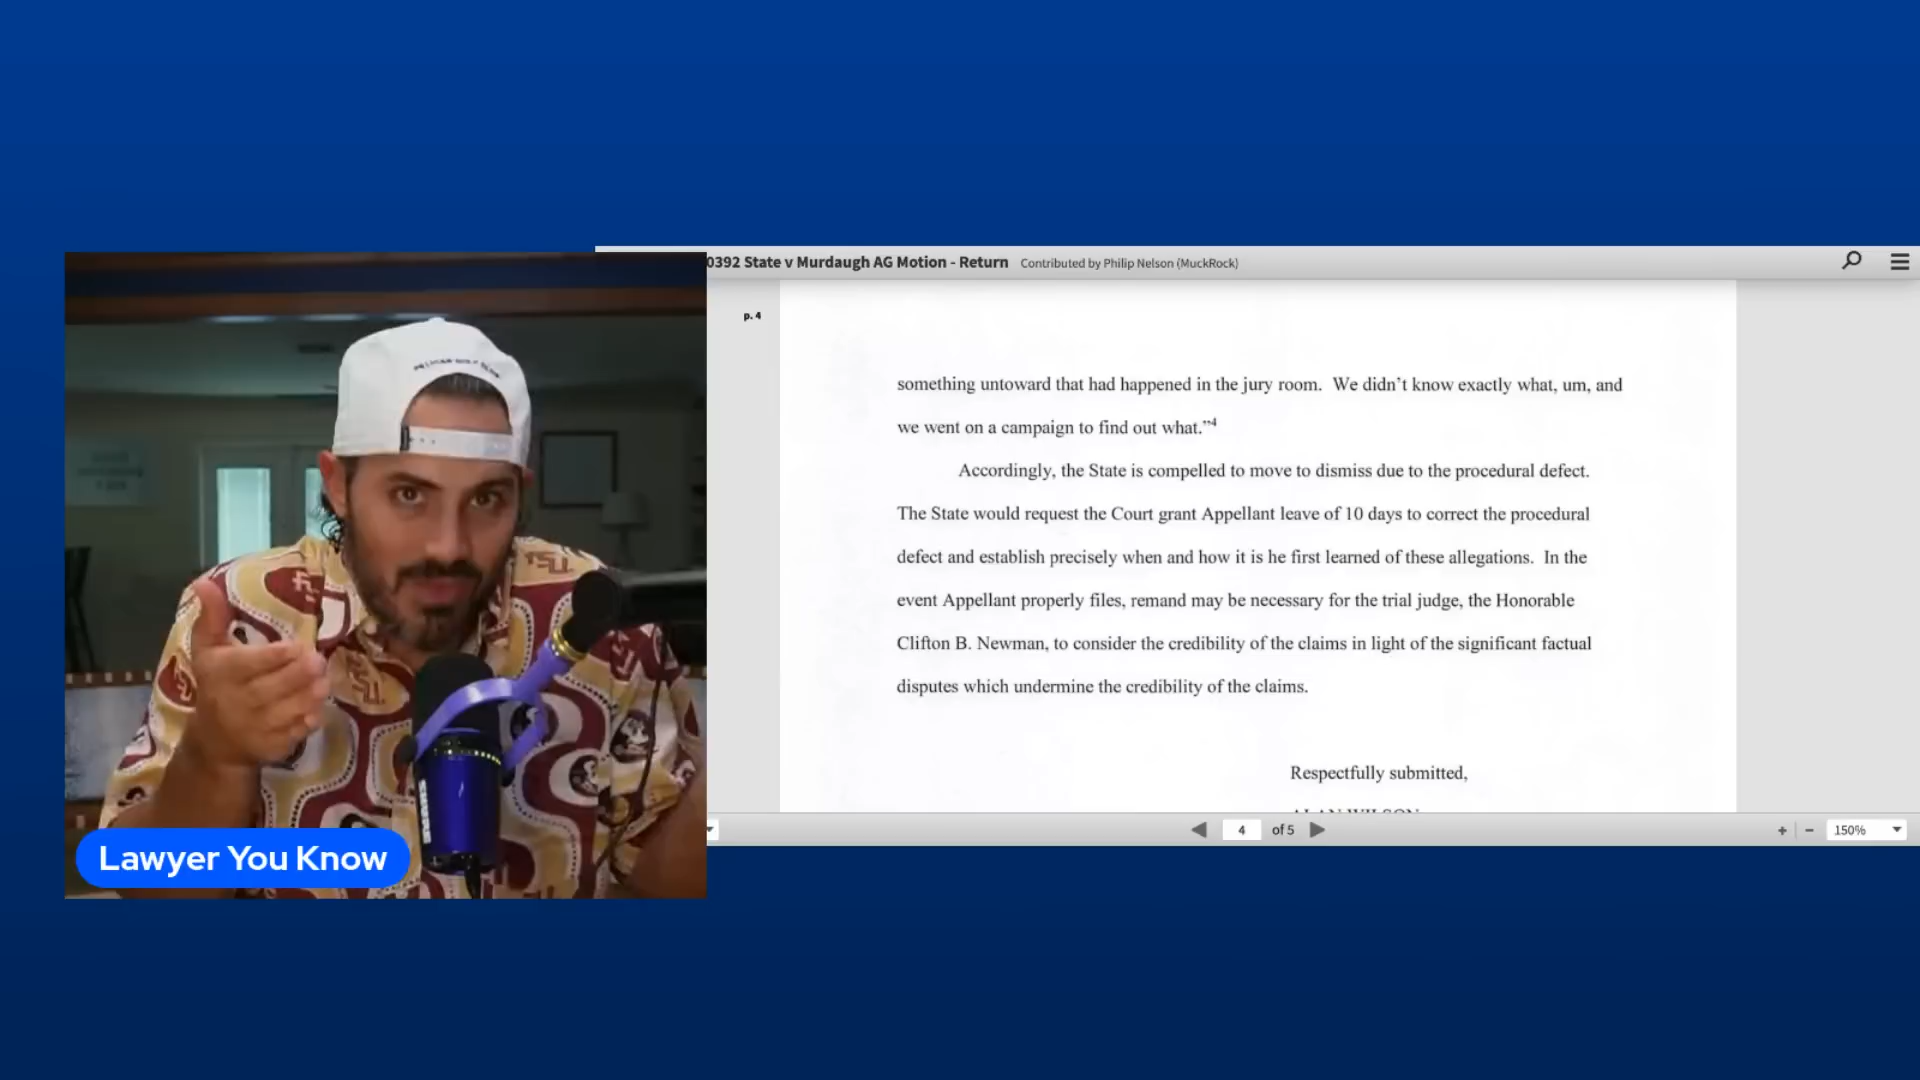 0392 State v Murdaugh AG Motion - Return Contributed by Philip Nelson (MuckRock)
p. 4
something untoward that had happened in the jury room. We didn't know exactly what, um, and
we went on a campaign to find out what."4
Accordingly, the State is compelled to move to dismiss due to the procedural defect.
The State would request the Court grant Appellant leave of 10 days to correct the procedural
defect and establish precisely when and how it is he first learned of these allegations. In the
event Appellant properly files, remand may be necessary for the trial judge, the Honorable
Clifton B. Newman, to consider the credibility of the claims in light of the significant factual
disputes which undermine the credibility of the claims.
Respectfully submitted,
ALAN WILSON
4 of 5
+ − 150%
Lawyer You Know